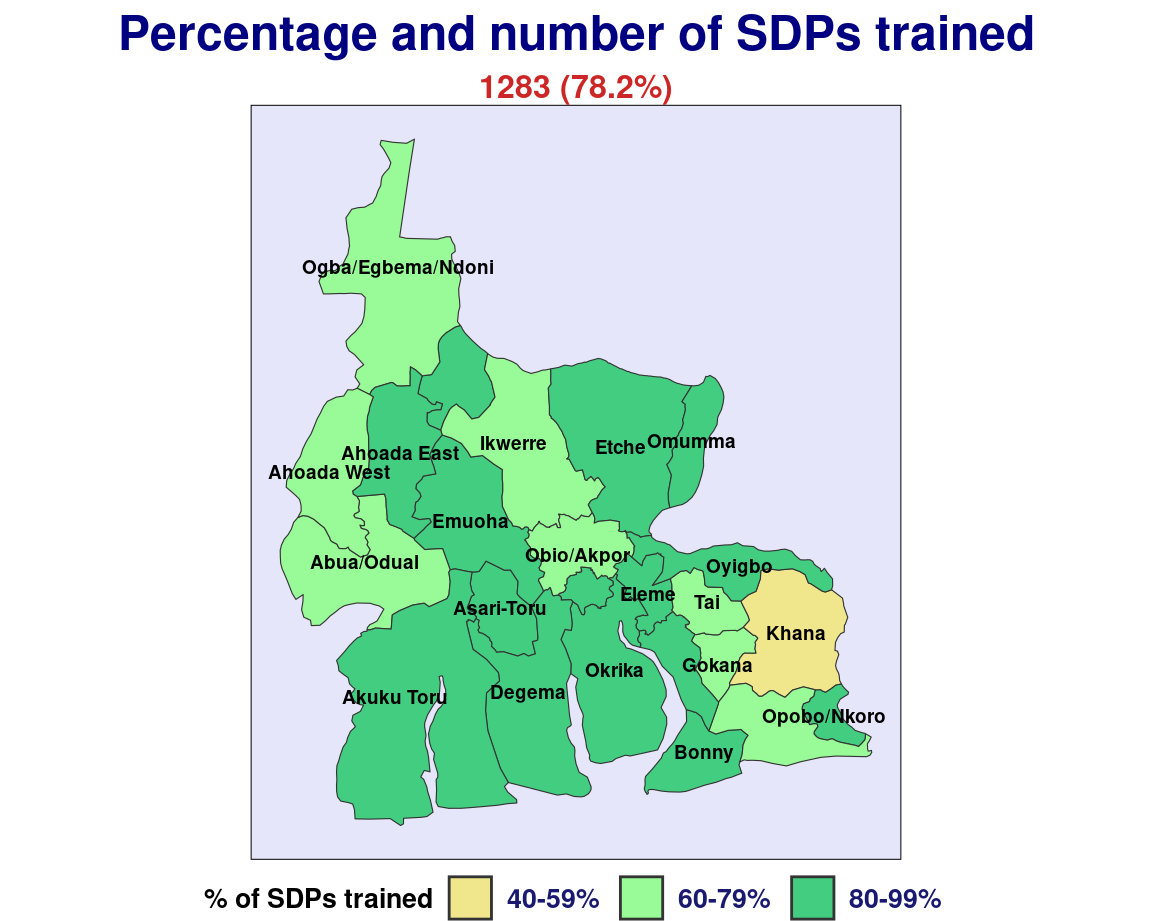 Percentage and number of SDPs trained
1283 (78.2%)
Ogba/Egbema/Ndoni
Ikwerre
Etche
Omumma
Ahoada East
Ahoada West
Emuoha
Obio/Akpor
Abua/Odual
Oyigbo
Eleme
Tai
Asari-Toru
Khana
Gokana
Okrika
Degema
Akuku Toru
Opobo/Nkoro
Bonny
% of SDPs trained 40-59% 60-79% 80-99%